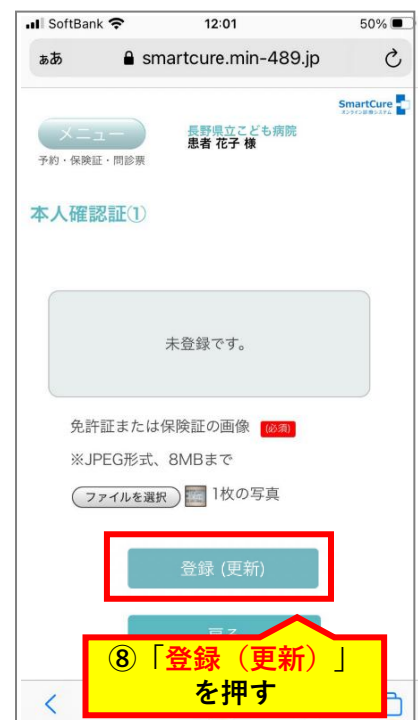 SoftBank 12:01 50%
ああ smartcure.min-489.jp
SmartCure
オンライン診療システム
メニュー
長野県立こども病院
患者 花子 様
予約・保険証・問診票
本人確認証①
未登録です。
免許証または保険証の画像 (必須)
※JPEG形式、8MBまで
ファイルを選択 1枚の写真
登録 (更新)
戻る
⑧「登録（更新）」
を押す